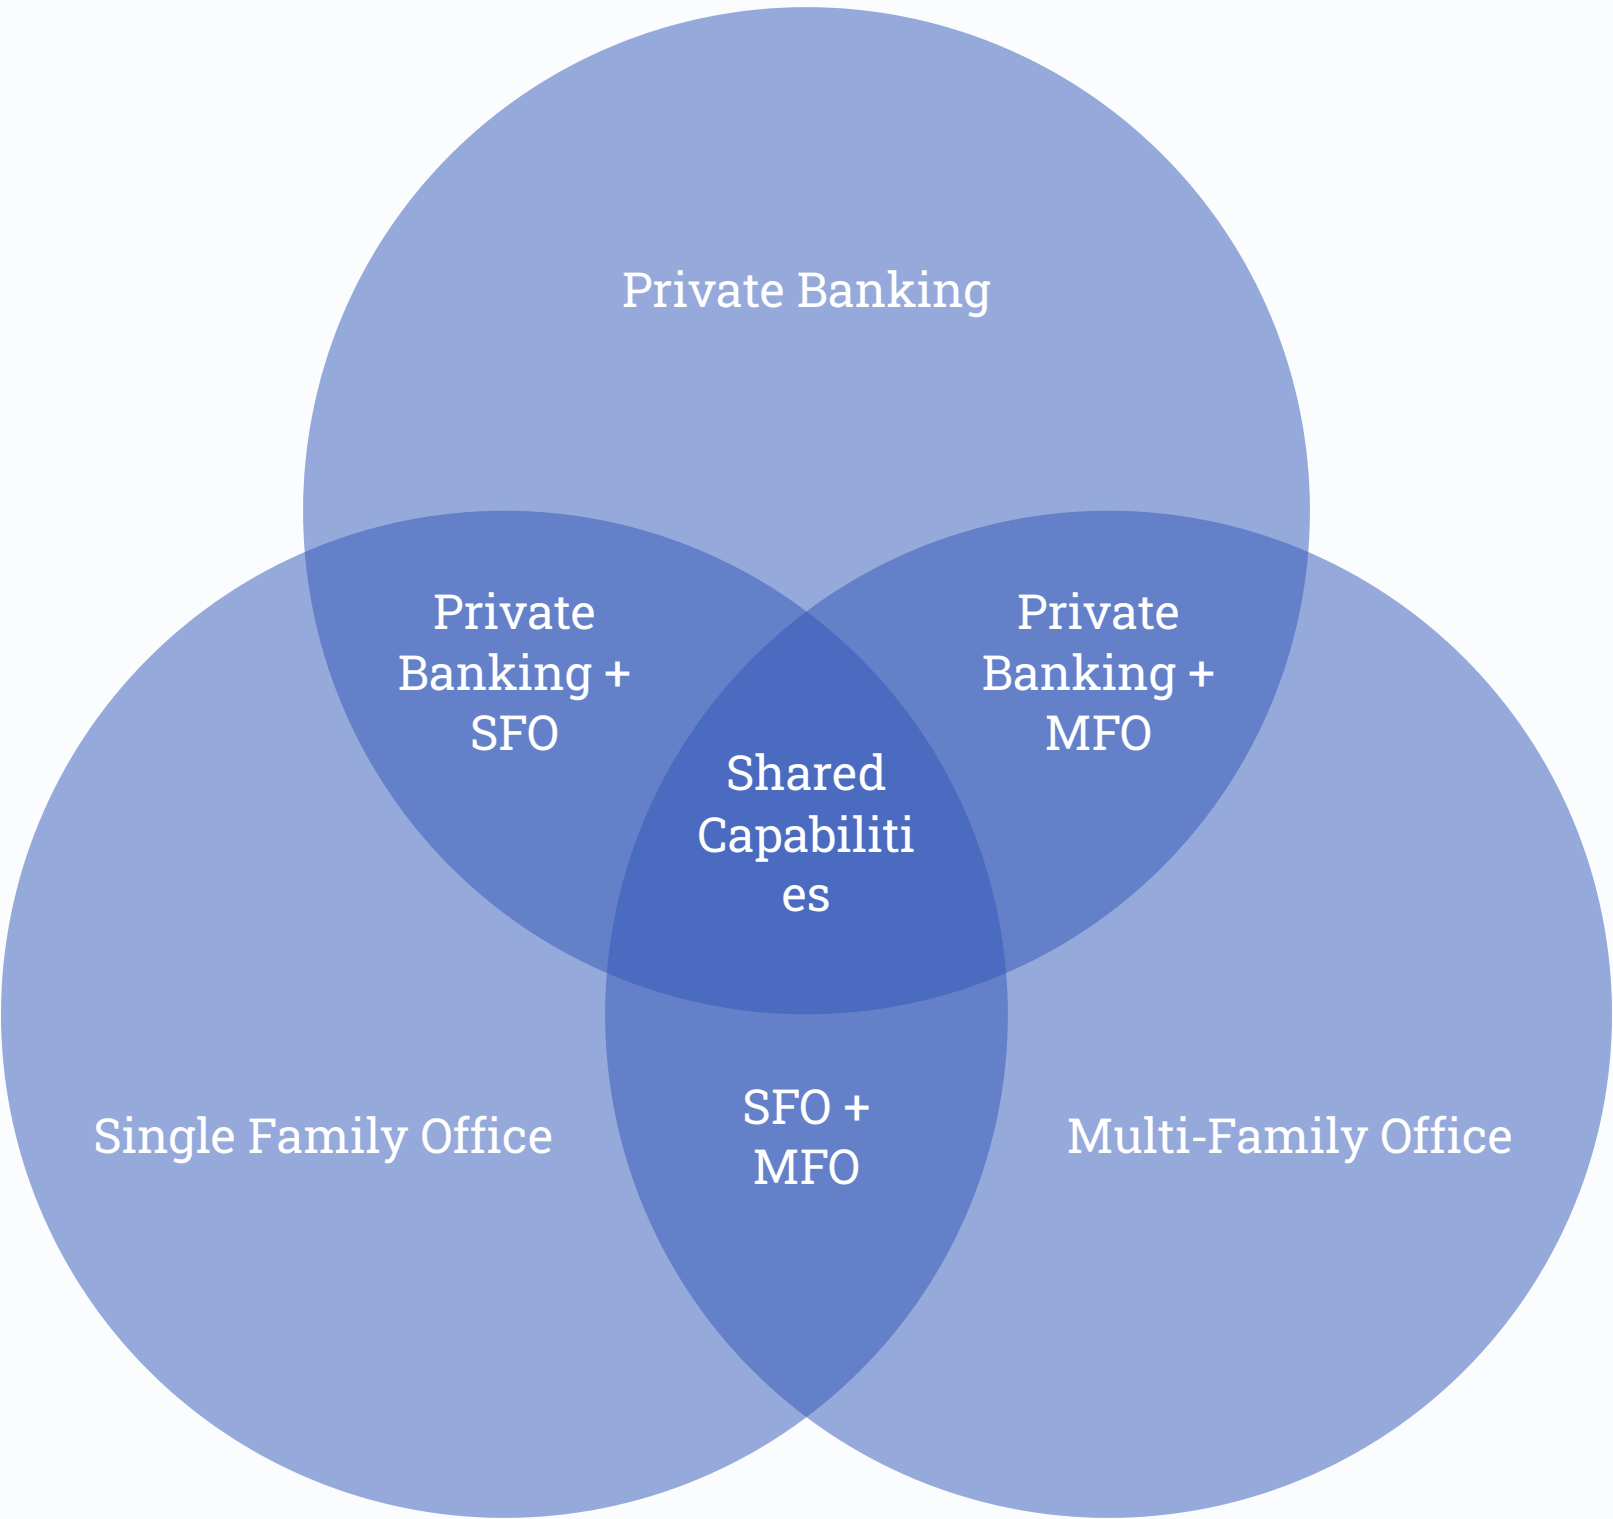 Private Banking
Private
Banking +
SFO
Private
Banking +
MFO
Shared
Capabiliti
es
Single Family Office
SFO +
MFO
Multi-Family Office